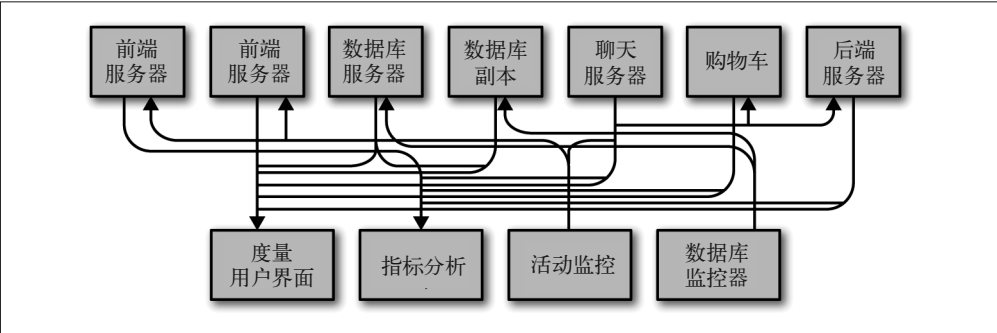 前端
服务器
前端
服务器
数据库
服务器
数据库
副本
聊天
服务器
购物车
后端
服务器
度量
用户界面
指标分析
活动监控
数据库
监控器